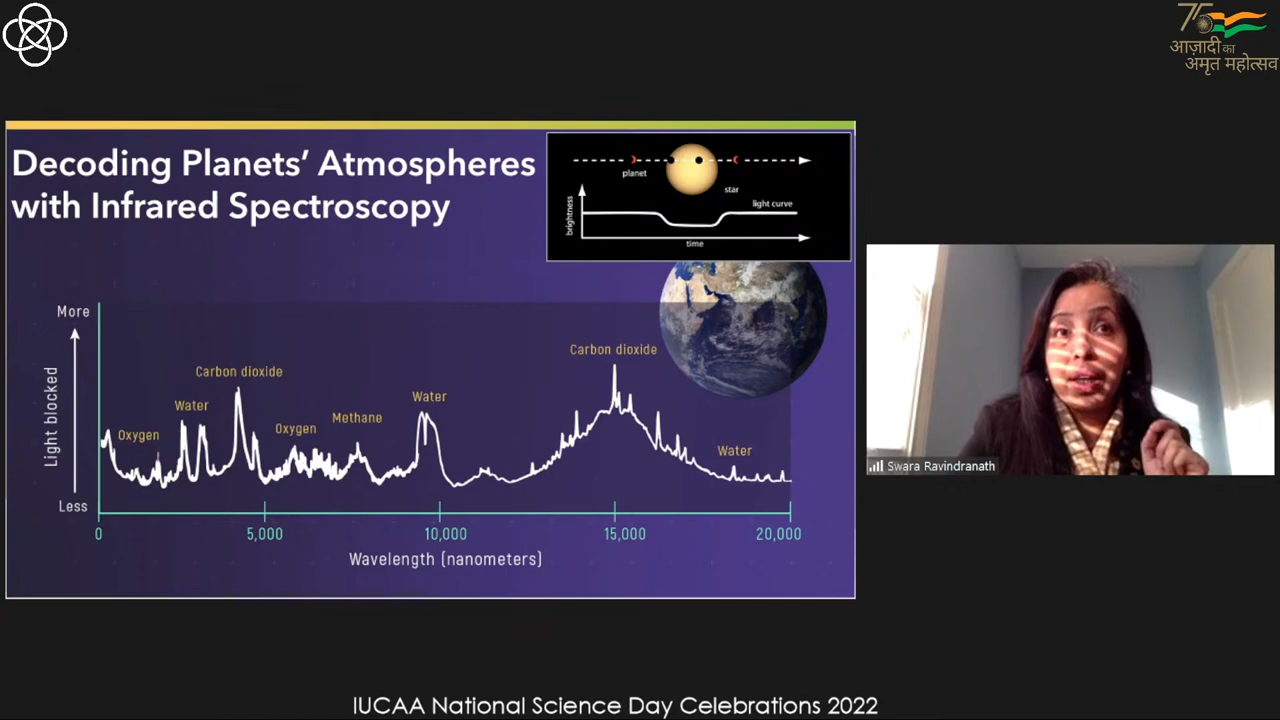 75
आज़ादी का
अमृत महोत्सव
Decoding Planets’ Atmospheres
with Infrared Spectroscopy
planet
star
brightness
light curve
time
More
Light blocked
Less
Oxygen
Water
Carbon dioxide
Oxygen
Methane
Water
Carbon dioxide
Water
0
5,000
10,000
15,000
20,000
Wavelength (nanometers)
Swara Ravindranath
IUCAA National Science Day Celebrations 2022